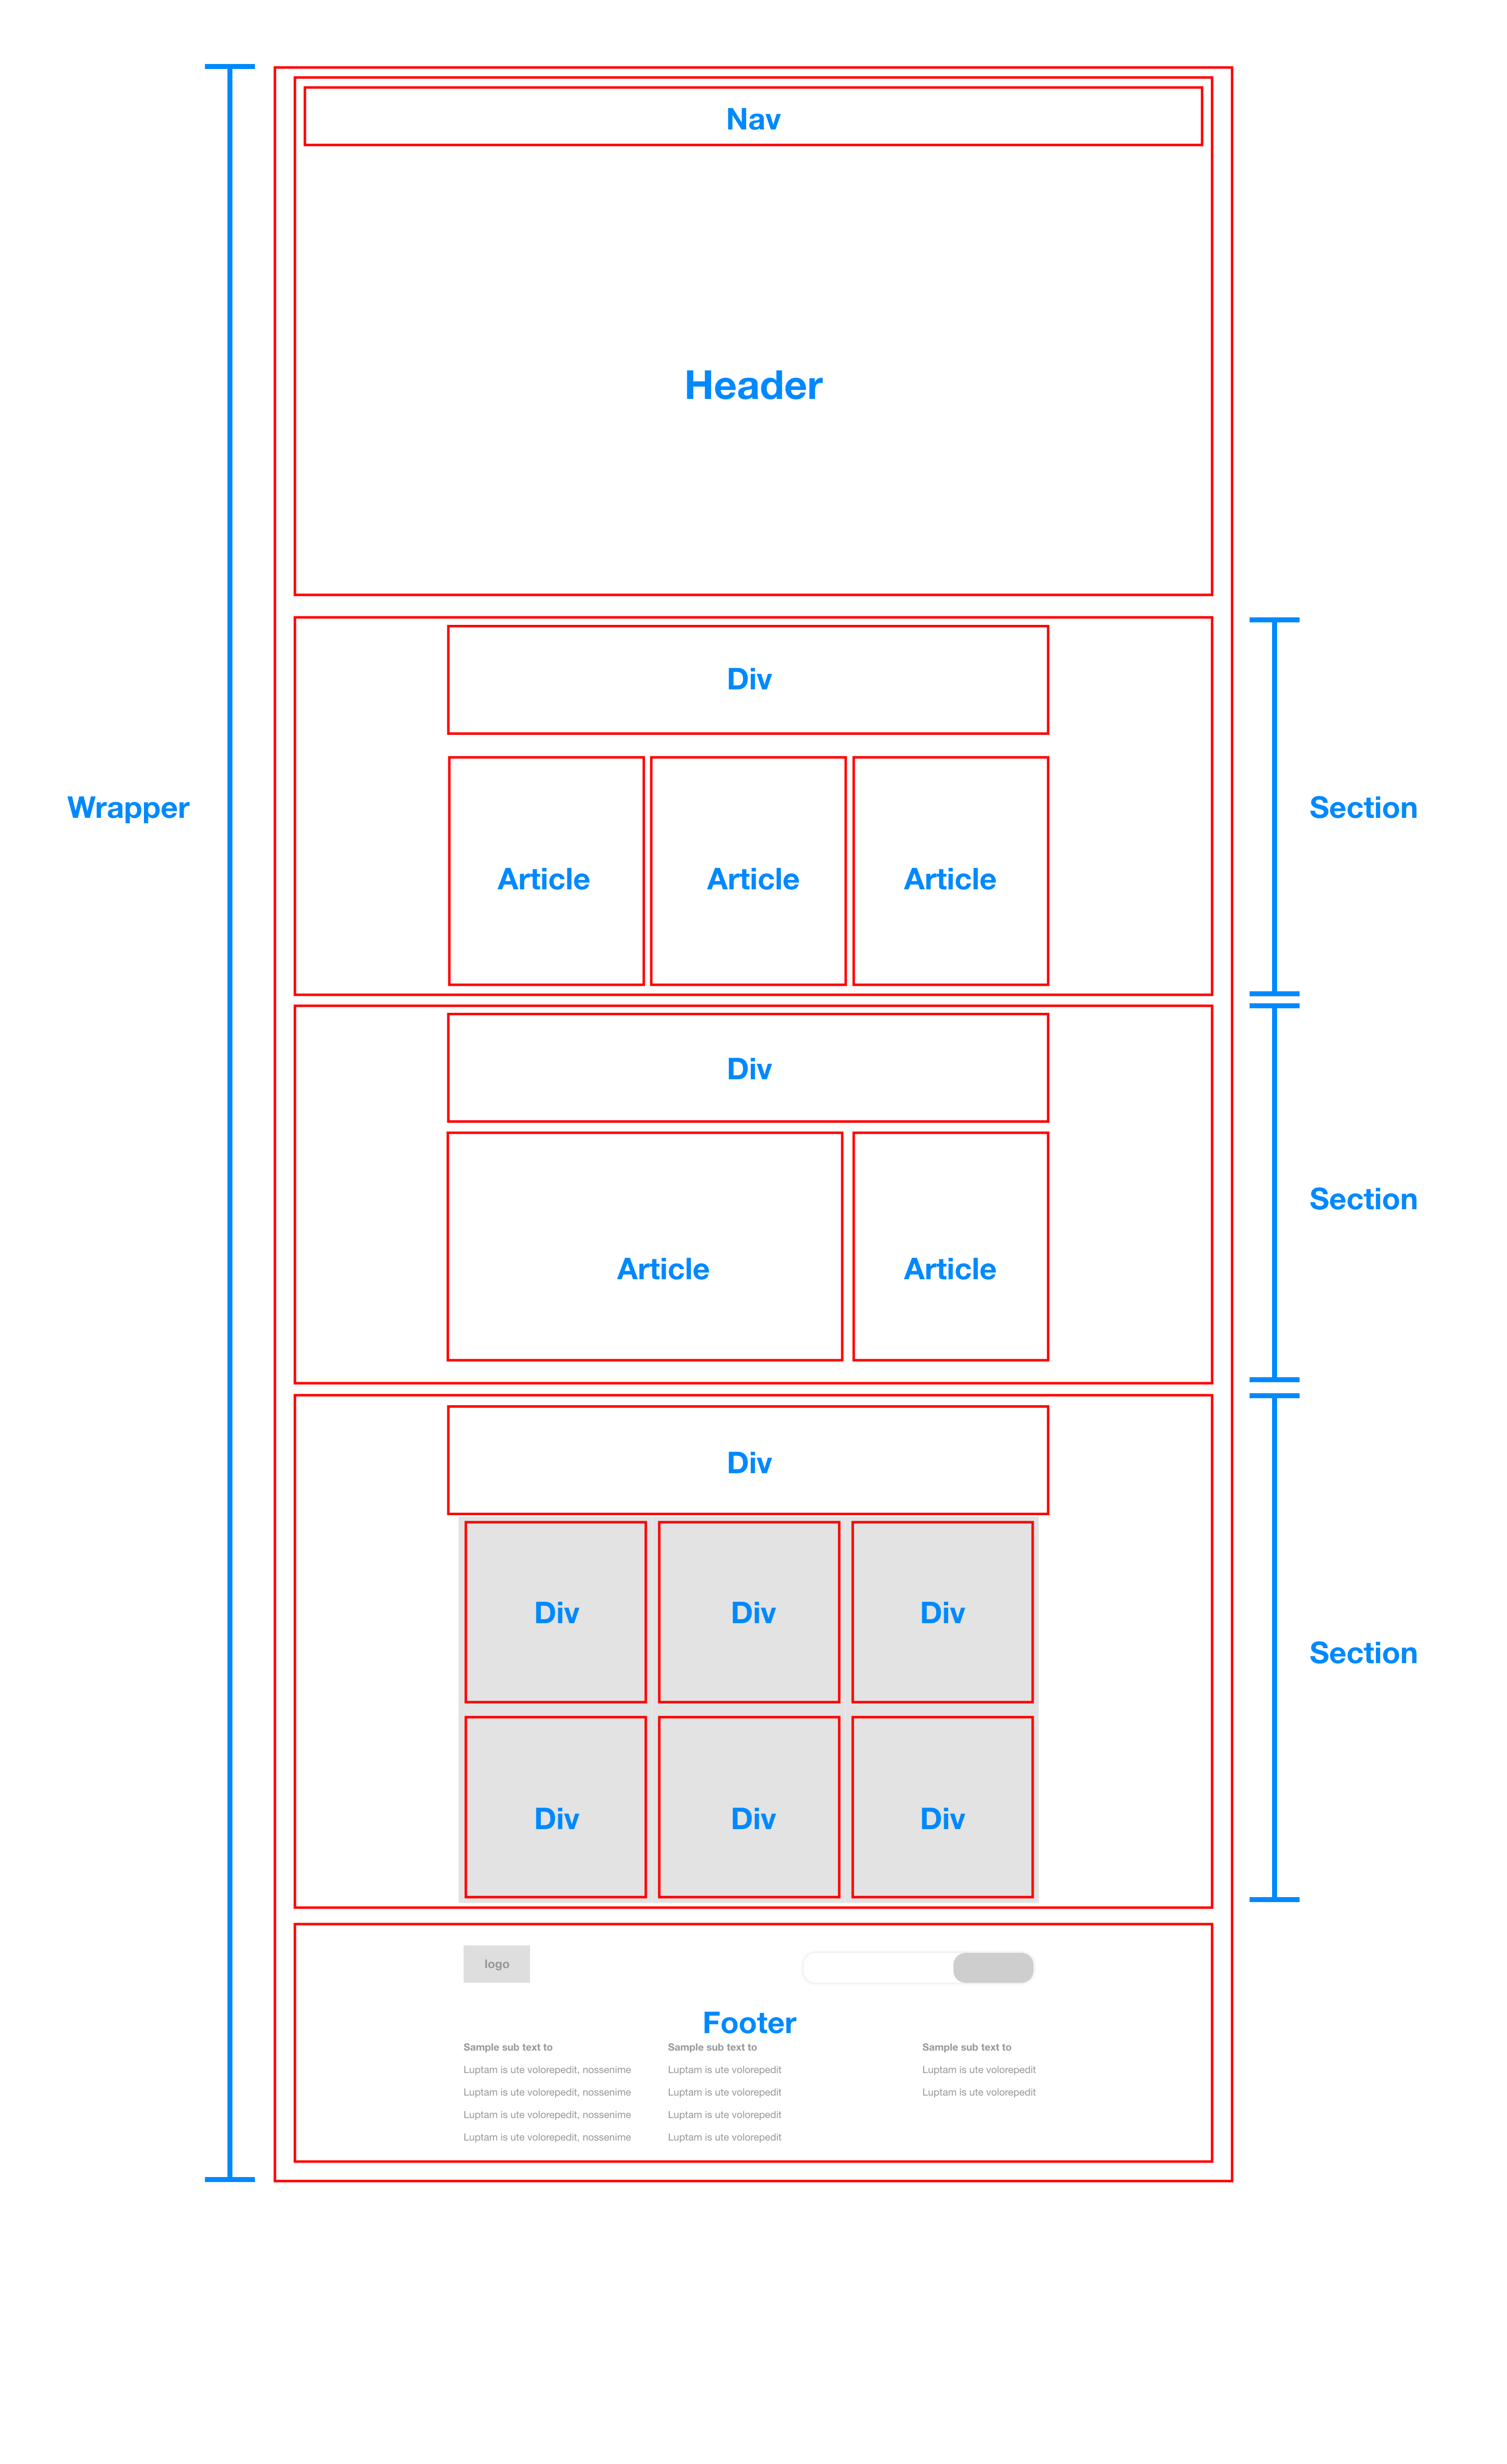 Nav
Header
Div
Wrapper
Section
Article Article Article
Div
Section
Article Article
Div
Div Div Div
Section
Div Div Div
logo
Footer
Sample sub text to Sample sub text to Sample sub text to
Luptam is ute volorepedit, nossenime Luptam is ute volorepedit Luptam is ute volorepedit
Luptam is ute volorepedit, nossenime Luptam is ute volorepedit Luptam is ute volorepedit
Luptam is ute volorepedit, nossenime Luptam is ute volorepedit
Luptam is ute volorepedit, nossenime Luptam is ute volorepedit